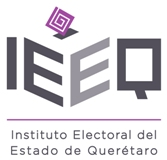 IEEQ
Instituto Electoral del
Estado de Querétaro